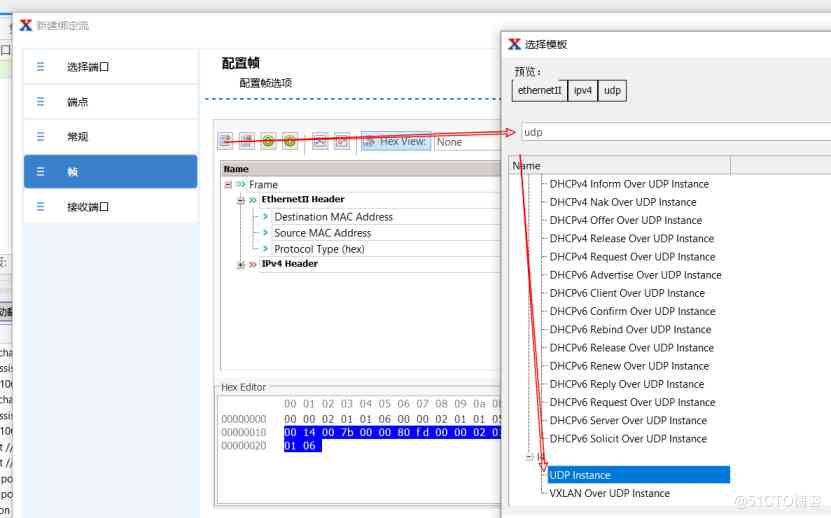 新建绑定流
选择端口
端点
常规
帧
接收端口
配置帧
配置帧选项
Hex View:
None
Name
Frame
EthernetII Header
Destination MAC Address
Source MAC Address
Protocol Type (hex)
IPv4 Header
Hex Editor
00 01 02 03 04 05 06 07 08 09 0a
00000000 00 00 02 01 01 06 00 00 02 01 01 05
00000010 00 14 00 7b 00 00 80 fd 00 00 02
00000020 01 06
选择模板
预览：
ethernetII ipv4 udp
udp
Name
DHCPv4 Inform Over UDP Instance
DHCPv4 Nak Over UDP Instance
DHCPv4 Offer Over UDP Instance
DHCPv4 Release Over UDP Instance
DHCPv4 Request Over UDP Instance
DHCPv6 Advertise Over UDP Instance
DHCPv6 Client Over UDP Instance
DHCPv6 Confirm Over UDP Instance
DHCPv6 Rebind Over UDP Instance
DHCPv6 Release Over UDP Instance
DHCPv6 Renew Over UDP Instance
DHCPv6 Reply Over UDP Instance
DHCPv6 Request Over UDP Instance
DHCPv6 Server Over UDP Instance
DHCPv6 Solicit Over UDP Instance
UDP Instance
VXLAN Over UDP Instance
@51CTO博客